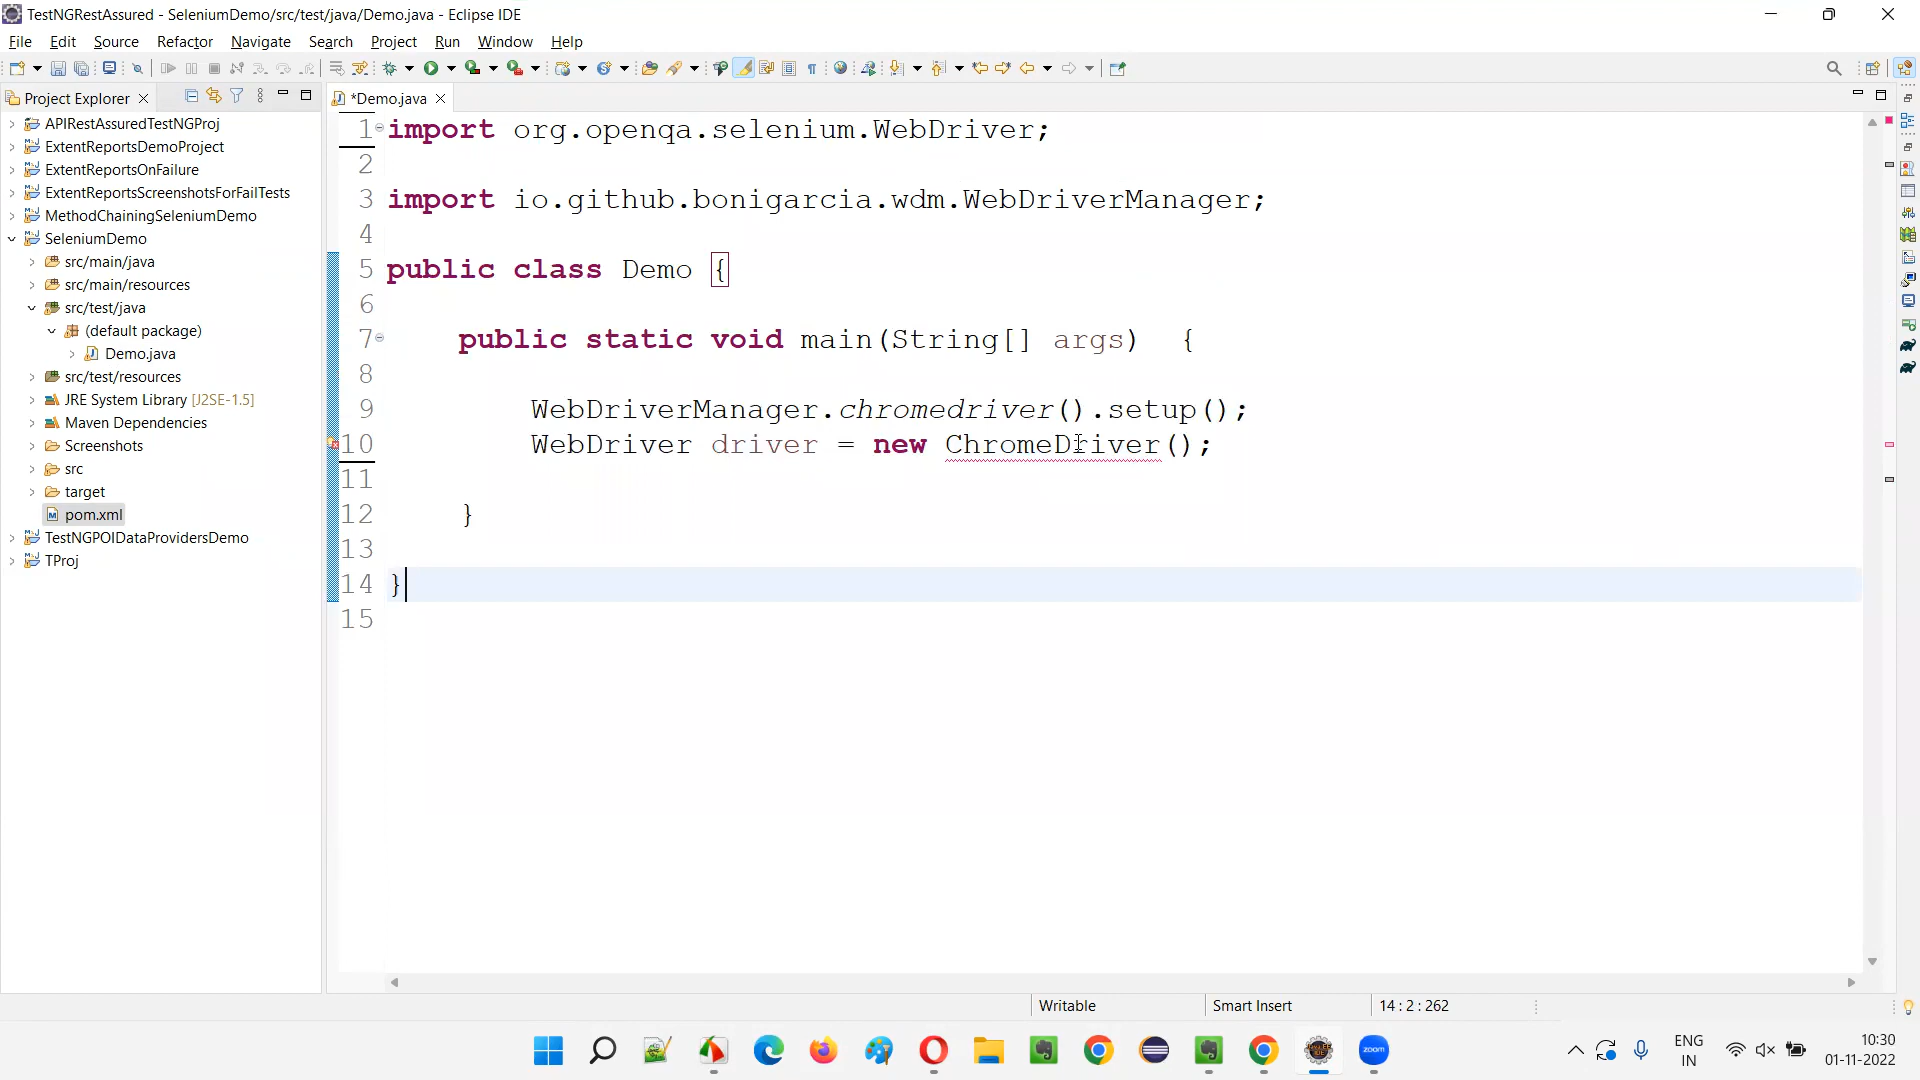 TestNGRestAssured - SeleniumDemo/src/test/java/Demo.java - Eclipse IDE
File Edit Source Refactor Navigate Search Project Run Window Help
Project Explorer
*Demo.java
APIRestAssuredTestNGProj
ExtentReportsDemoProject
ExtentReportsOnFailure
ExtentReportsScreenshotsForFailTests
MethodChainingSeleniumDemo
SeleniumDemo
src/main/java
src/main/resources
src/test/java
(default package)
Demo.java
src/test/resources
JRE System Library [J2SE-1.5]
Maven Dependencies
Screenshots
src
target
pom.xml
TestNGPOIDataProvidersDemo
TProj
1 import org.openqa.selenium.WebDriver;
2
3 import io.github.bonigarcia.wdm.WebDriverManager;
4
5 public class Demo {
6
7 public static void main(String[] args) {
8
9 WebDriverManager.chromedriver().setup();
10 WebDriver driver = new ChromeDriver();
11
12 }
13
14 }
15
Writable Smart Insert 14 : 2 : 262
zoom
ENG
IN
10:30
01-11-2022